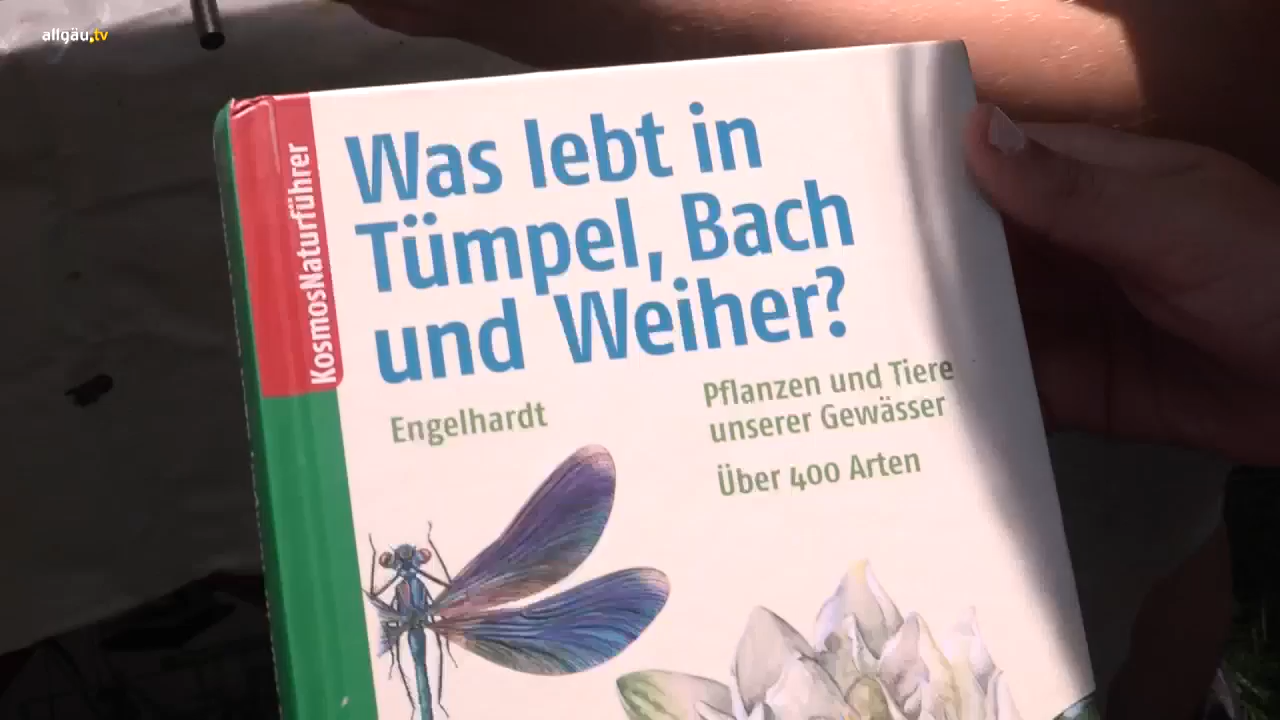 allgäu.tv
KosmosNaturführer
Was lebt in
Tümpel, Bach
und Weiher?
Engelhardt
Pflanzen und Tiere
unserer Gewässer
Über 400 Arten